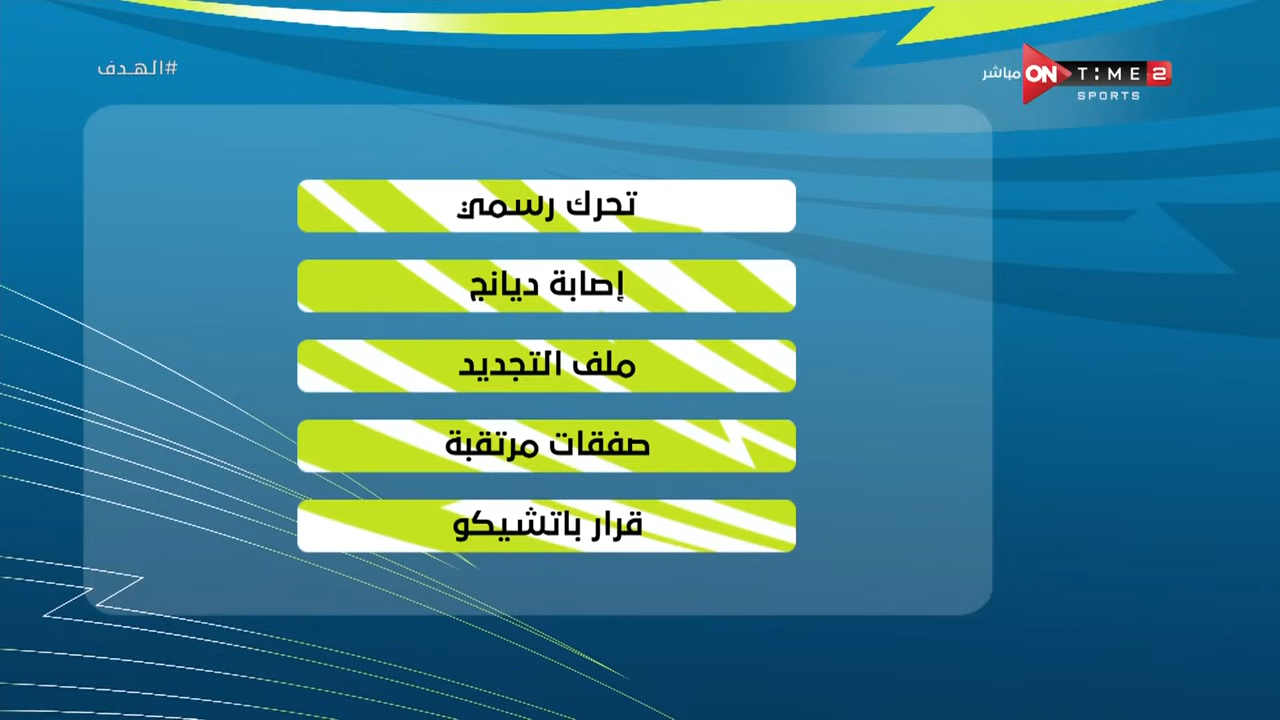 #الهدف
مباشر ON TIME 2
SPORTS
تحرك رسمي
إصابة ديانج
ملف التجديد
صفقات مرتقبة
قرار باتشيكو